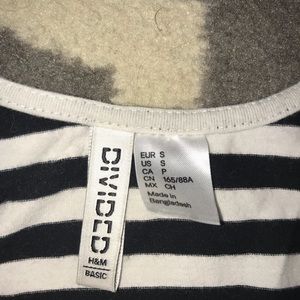 DIVIDED
H&M
BASIC
EUR S
US S
CA P
CN 165/88A
MX CH
Made in
Bangladesh